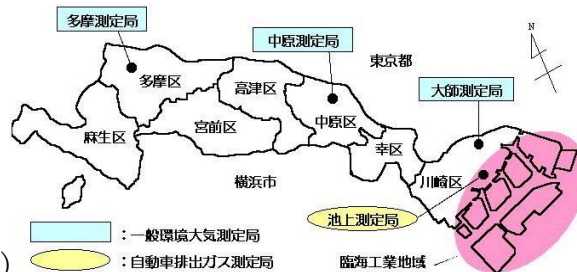 多摩測定局
中原測定局
東京都
N
大師測定局
多摩区
高津区
中原区
麻生区
宮前区
幸区
川崎区
横浜市
池上測定局
：一般環境大気測定局
：自動車排出ガス測定局
臨海工業地域
)